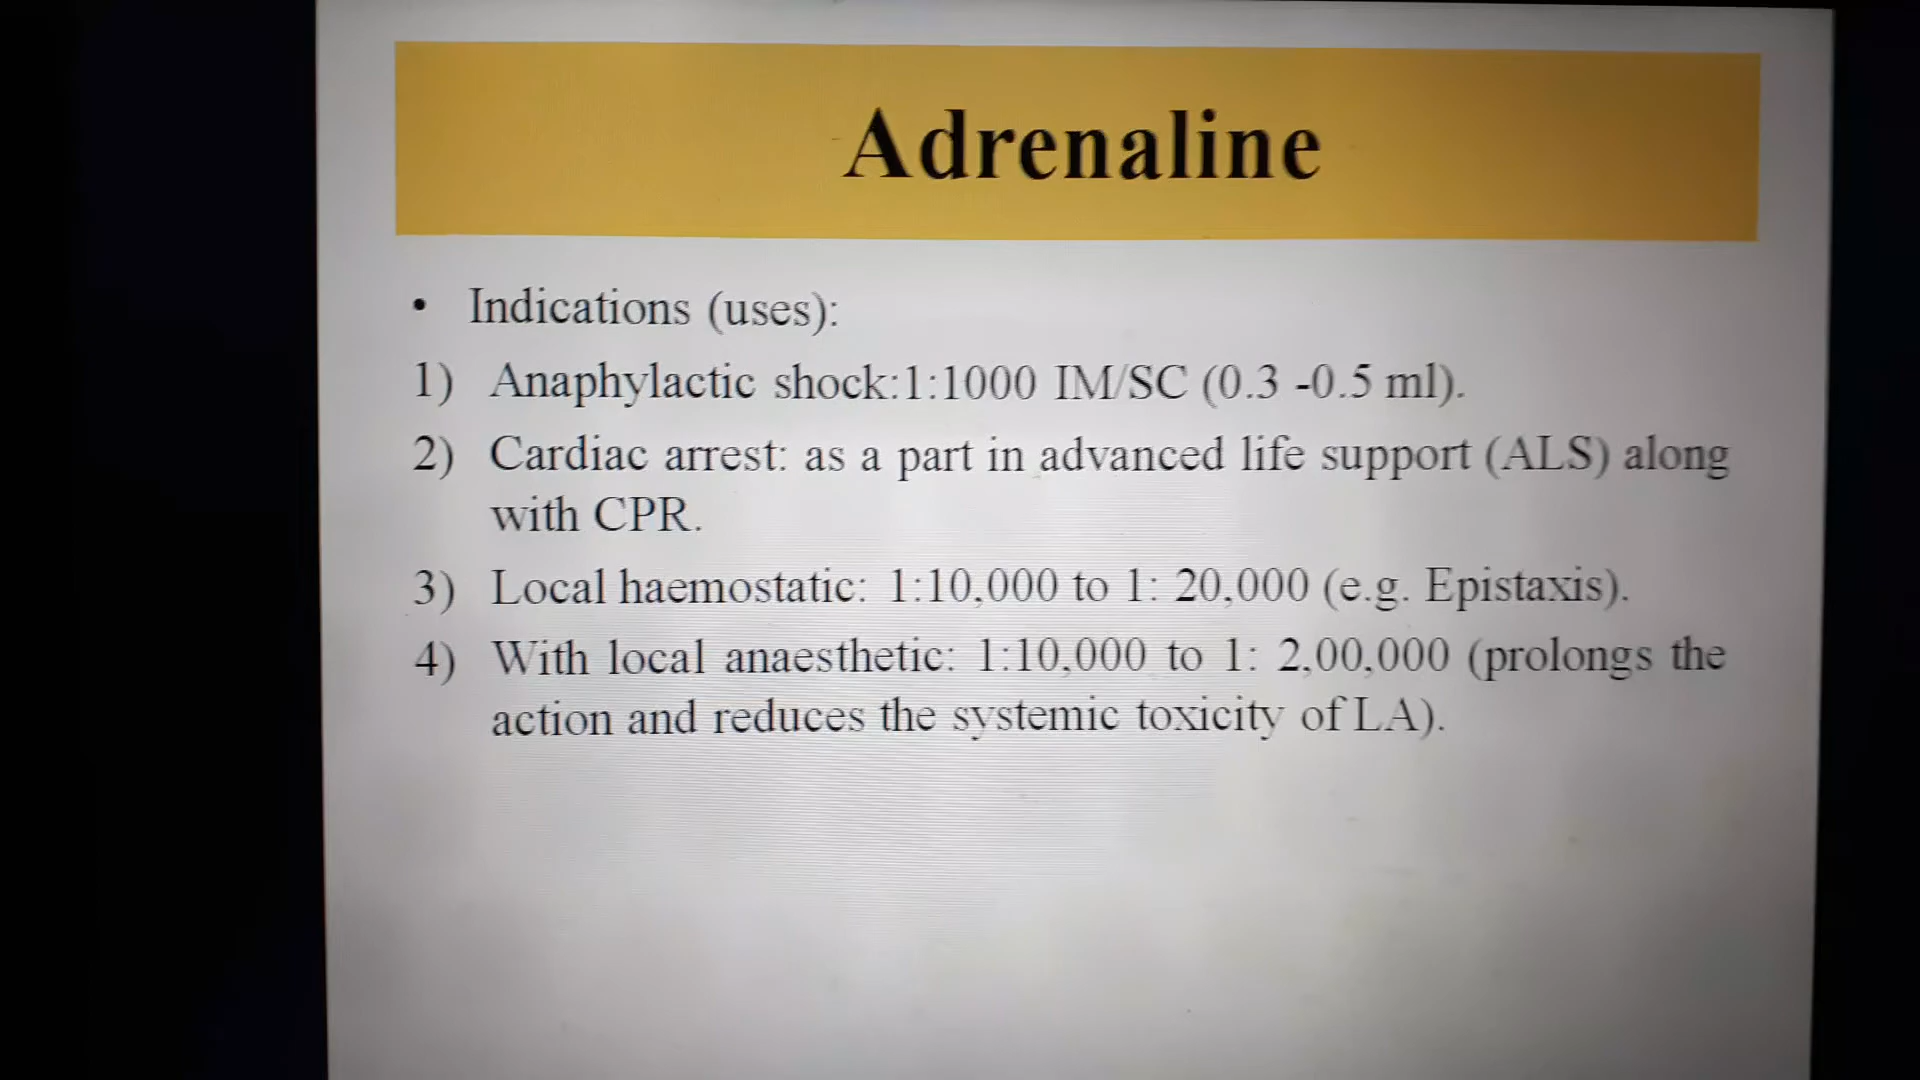 Adrenaline
• Indications (uses):
1) Anaphylactic shock:1:1000 IM/SC (0.3 -0.5 ml).
2) Cardiac arrest: as a part in advanced life support (ALS) along
with CPR.
3) Local haemostatic: 1:10,000 to 1: 20,000 (e.g. Epistaxis).
4) With local anaesthetic: 1:10,000 to 1: 2,00,000 (prolongs the
action and reduces the systemic toxicity of LA).